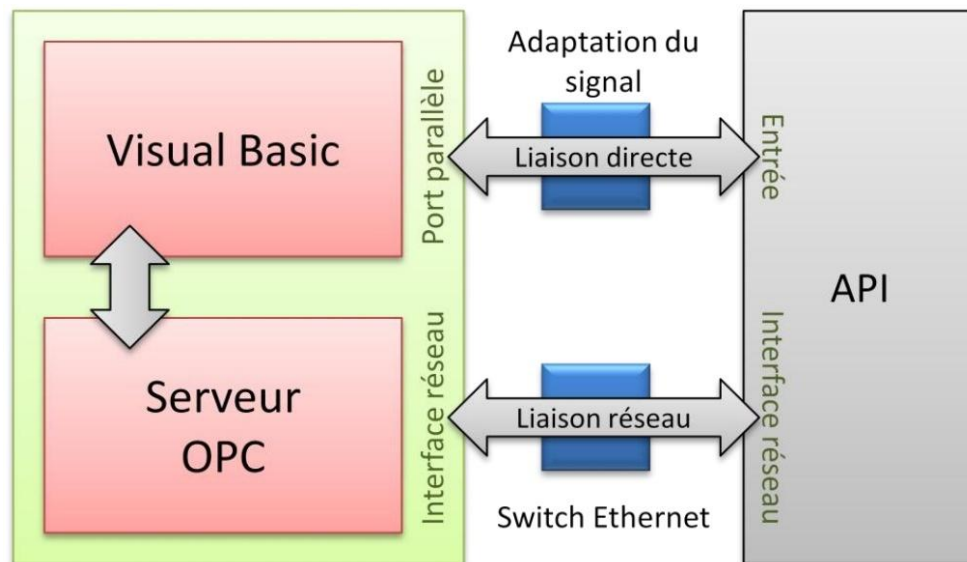 Adaptation du
signal
Visual Basic
Port parallèle
Liaison directe
Entrée
API
Serveur
OPC
Interface réseau
Liaison réseau
Interface réseau
Switch Ethernet